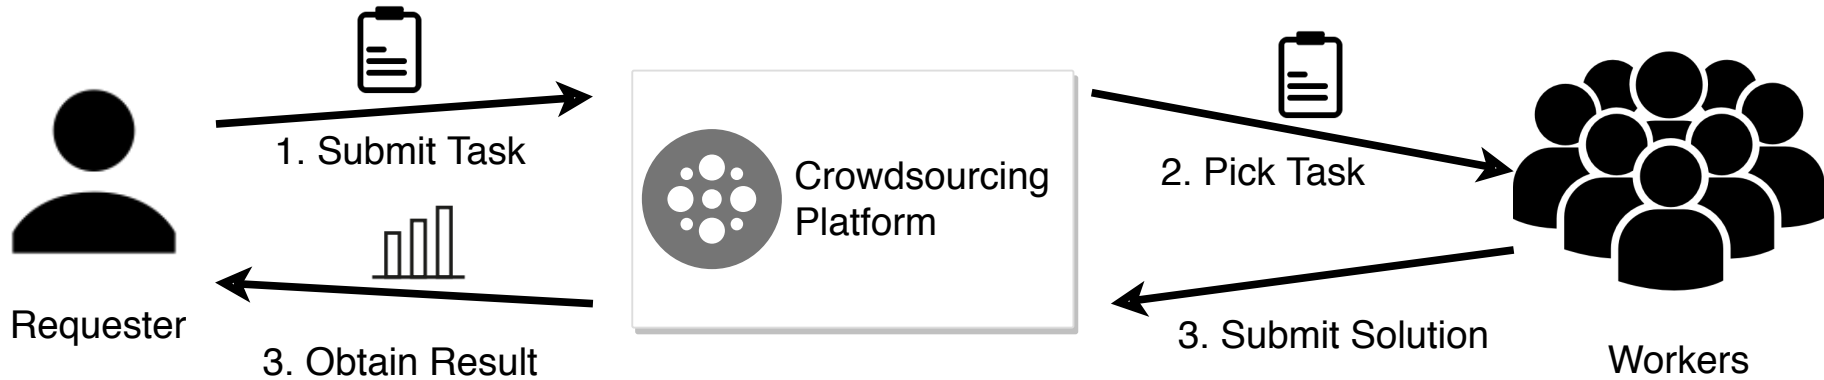 1. Submit Task
Crowdsourcing
Platform
2. Pick Task
Requester
3. Obtain Result
3. Submit Solution
Workers